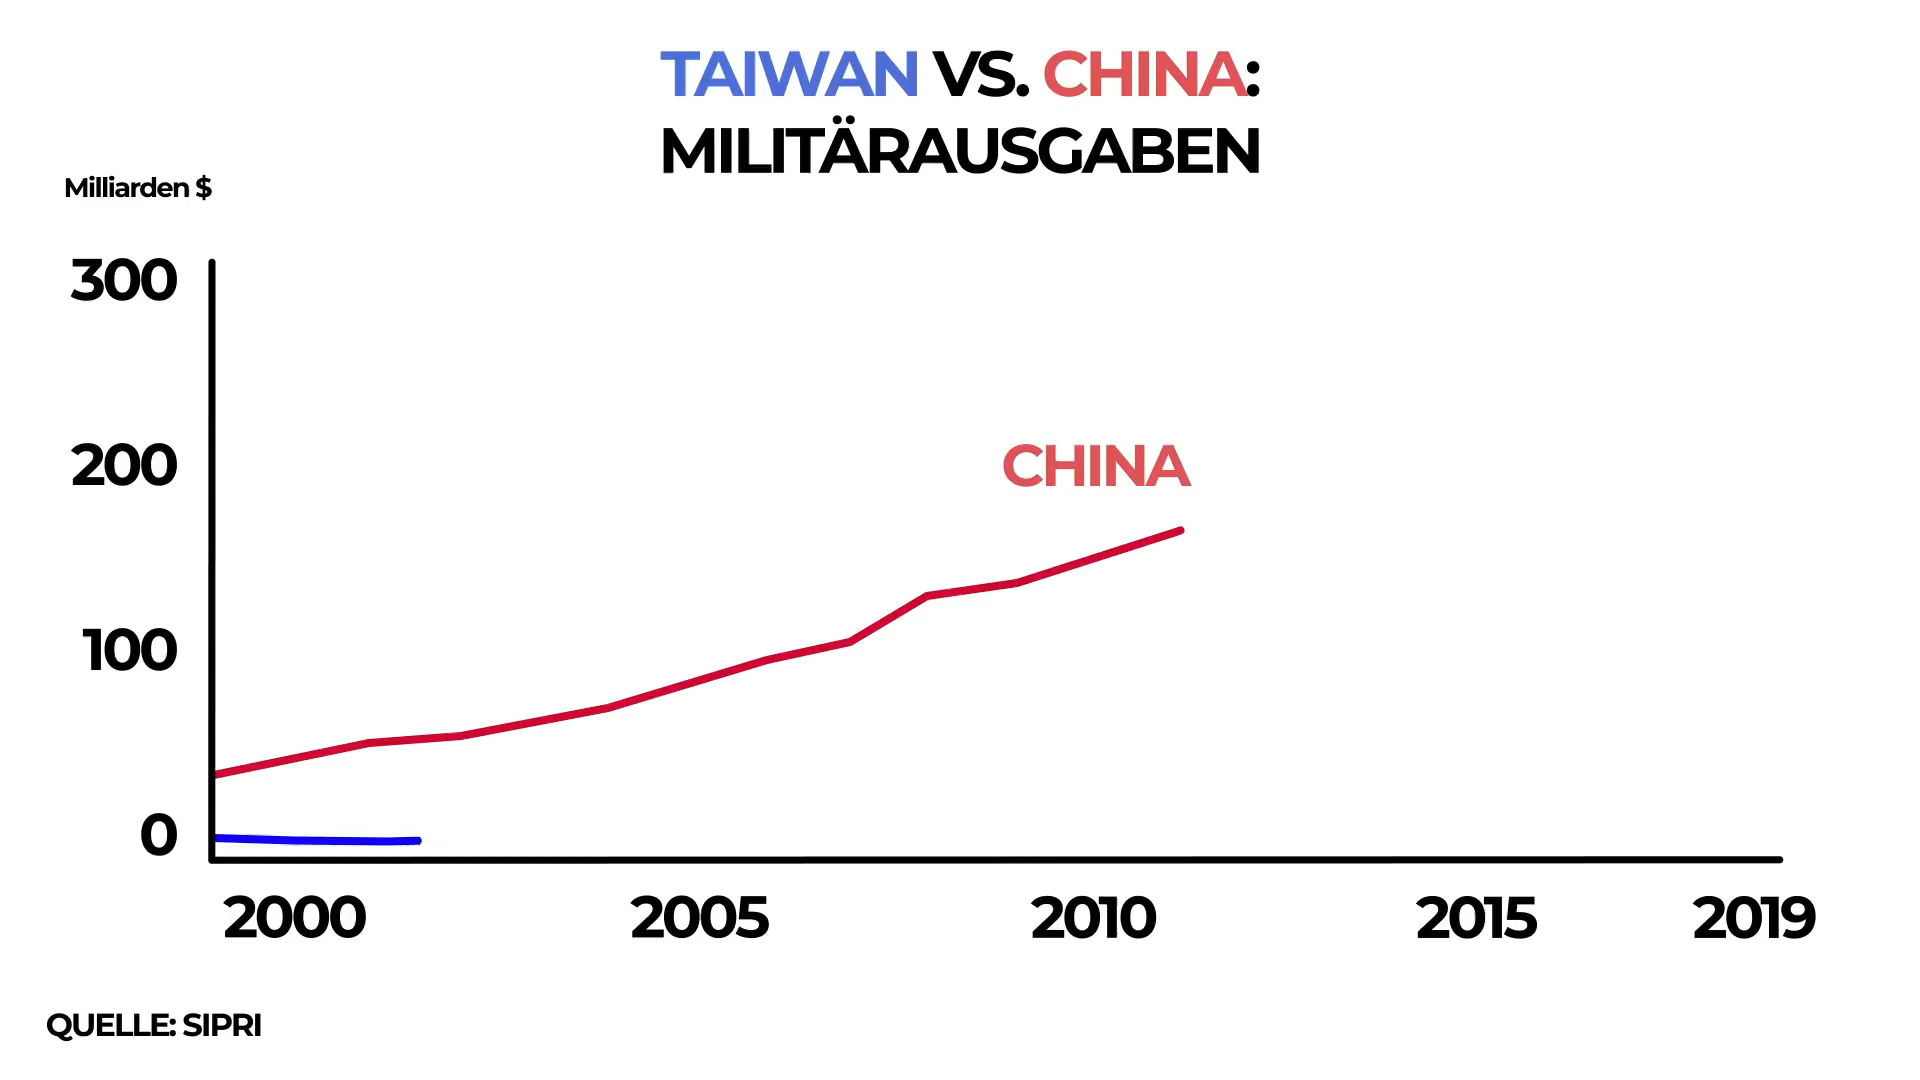 TAIWAN VS. CHINA:
MILITÄRAUSGABEN
Milliarden $
300
200
CHINA
100
0
2000
2005
2010
2015
2019
QUELLE: SIPRI